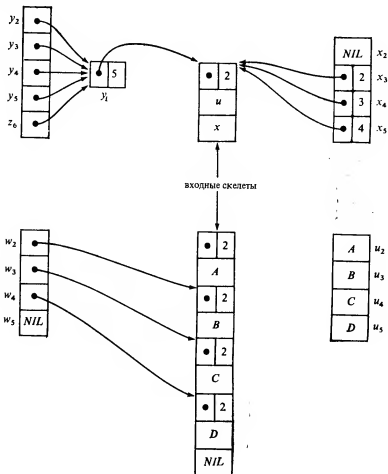 y₂
y₃
y₄
y₅
z₆
5
y₁
2
u
x
NIL
2
3
4
x₂
x₃
x₄
x₅
входные скелеты
w₂
w₃
w₄
w₅
NIL
2
A
2
B
2
C
2
D
NIL
A
B
C
D
u₂
u₃
u₄
u₅